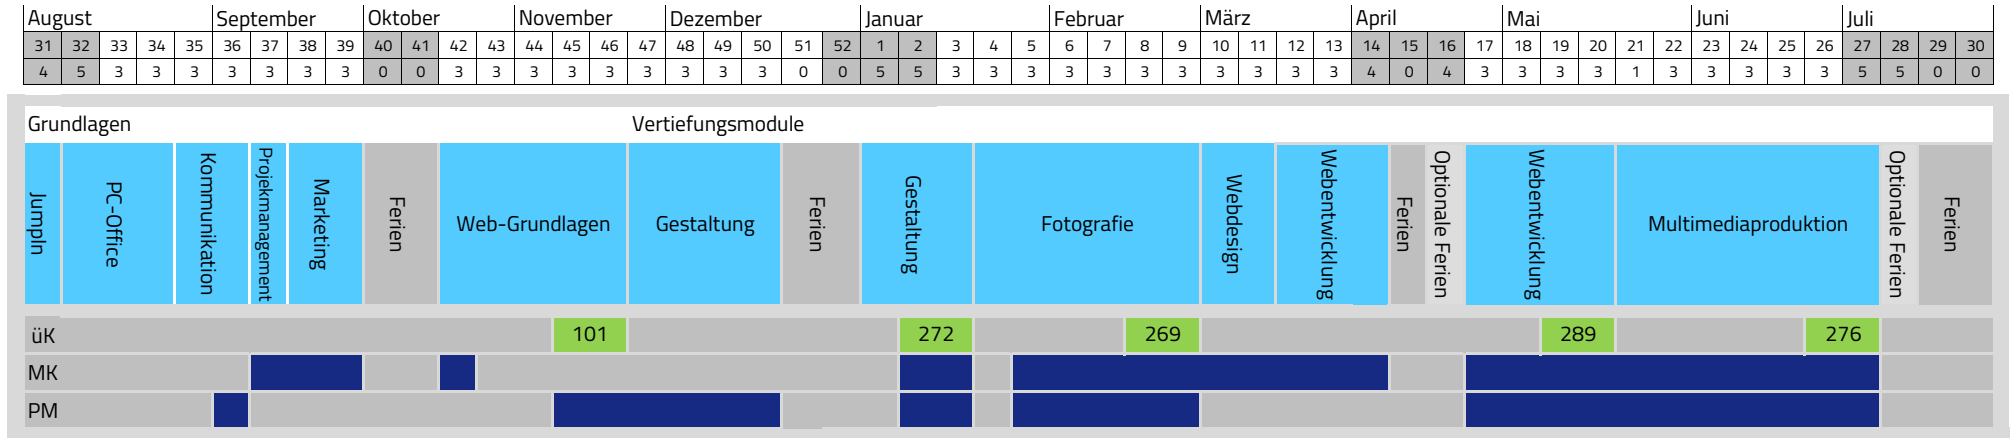 August September Oktober November Dezember Januar Februar März April Mai Juni Juli
31 32 33 34 35 36 37 38 39 40 41 42 43 44 45 46 47 48 49 50 51 52 1 2 3 4 5 6 7 8 9 10 11 12 13 14 15 16 17 18 19 20 21 22 23 24 25 26 27 28 29 30
4 5 3 3 3 3 3 3 3 0 0 3 3 3 3 3 3 3 3 3 0 0 5 5 3 3 3 3 3 3 3 3 3 3 3 4 0 4 3 3 3 3 1 3 3 3 3 3 5 5 0 0
Grundlagen Vertiefungsmodule
JumpIn
PC-Office
Kommunikation
Projekmanagement
Marketing
Ferien
Web-Grundlagen
Gestaltung
Ferien
Gestaltung
Fotografie
Webdesign
Webentwicklung
Ferien
Optionale Ferien
Webentwicklung
Multimediaproduktion
Optionale Ferien
Ferien
üK 101 272 269 289 276
MK
PM